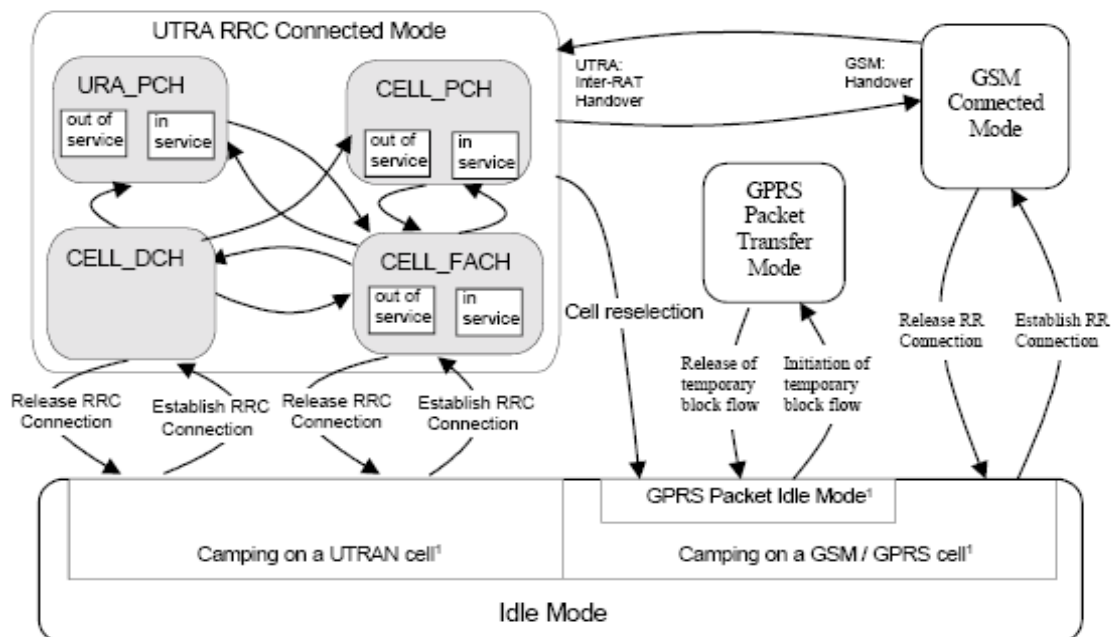 UTRA RRC Connected Mode
URA_PCH
out of
service
in
service
CELL_PCH
out of
service
in
service
UTRA:
Inter-RAT
Handover
GSM:
Handover
GSM
Connected
Mode
GPRS
Packet
Transfer
Mode
CELL_DCH
CELL_FACH
out of
service
in
service
Cell reselection
Release RRC
Connection
Establish RRC
Connection
Release RRC
Connection
Establish RRC
Connection
Release of
temporary
block flow
Initiation of
temporary
block flow
Release RR
Connection
Establish RR
Connection
GPRS Packet Idle Mode¹
Camping on a UTRAN cell¹
Camping on a GSM / GPRS cell¹
Idle Mode